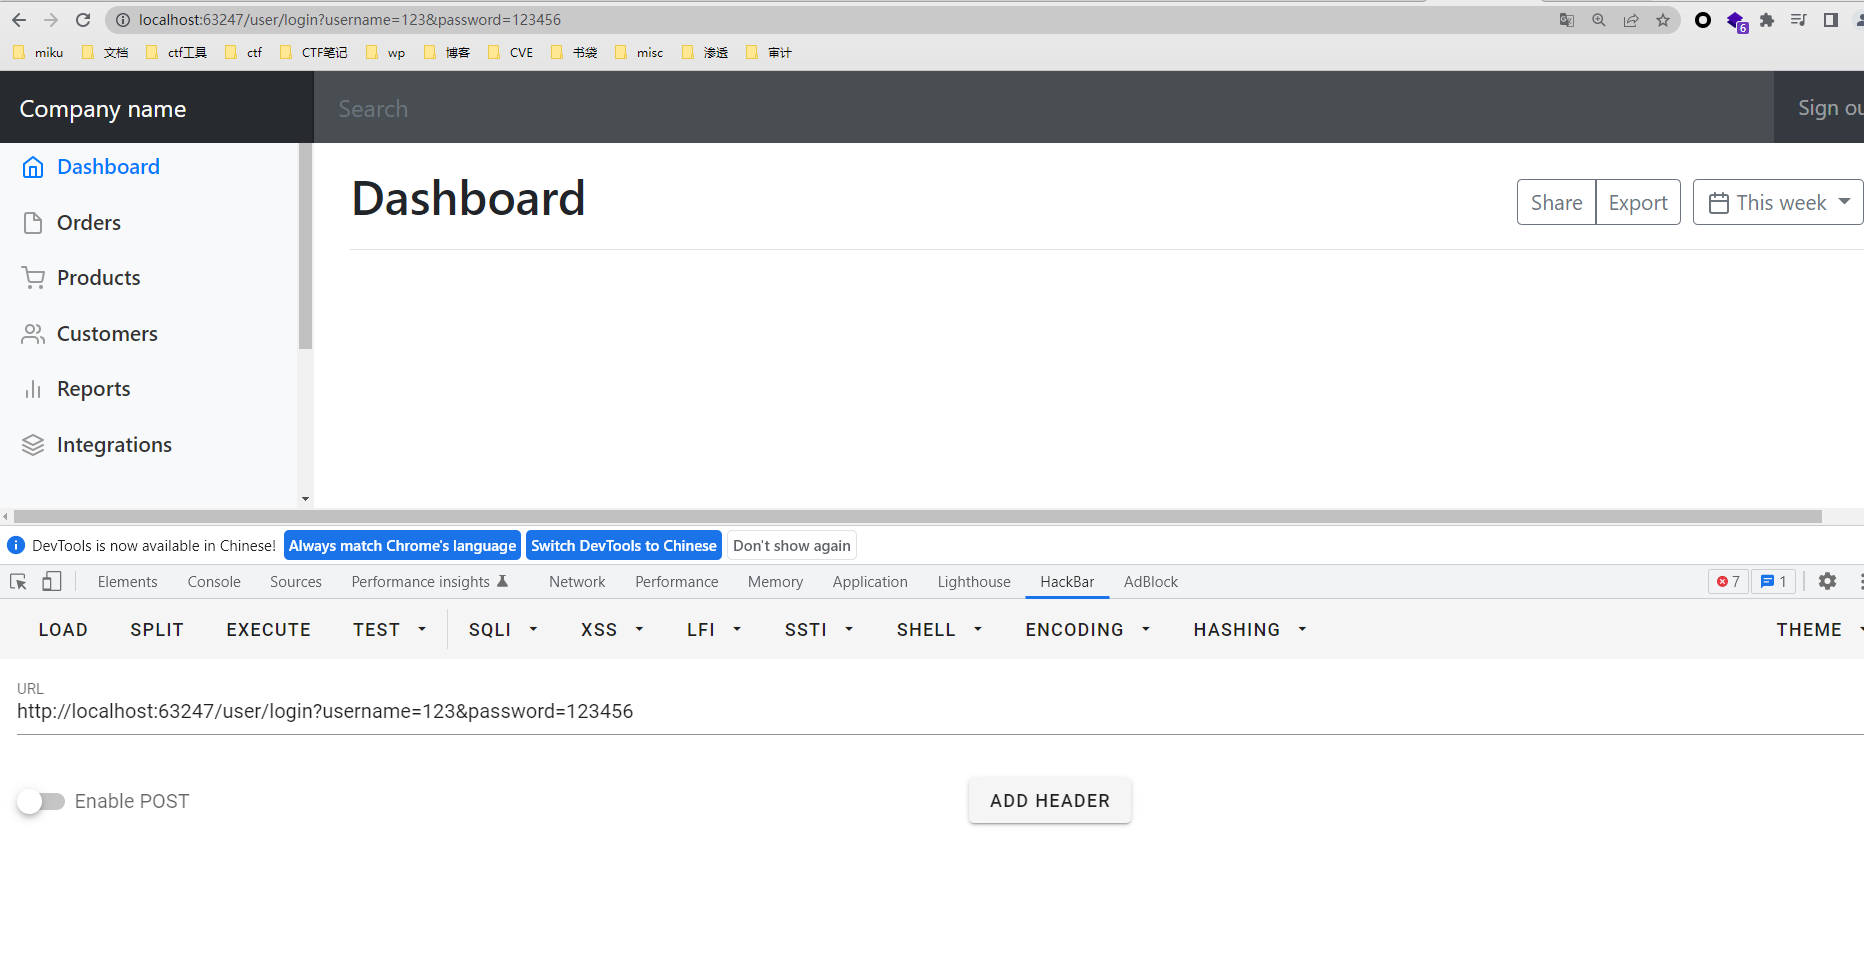 localhost:63247/user/login?username=123&password=123456
6
miku 文档 ctf工具 ctf CTF笔记 wp 博客 CVE 书袋 misc 渗透 审计
Company name Search Sign ou
Dashboard
Orders
Products
Customers
Reports
Integrations
Dashboard
Share Export This week
DevTools is now available in Chinese! Always match Chrome's language Switch DevTools to Chinese Don't show again
Elements Console Sources Performance insights Network Performance Memory Application Lighthouse HackBar AdBlock 7 1
LOAD SPLIT EXECUTE TEST SQLI XSS LFI SSTI SHELL ENCODING HASHING THEME
URL
http://localhost:63247/user/login?username=123&password=123456
Enable POST ADD HEADER